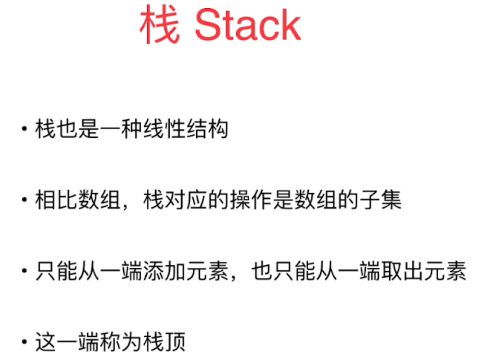 栈 Stack
• 栈也是一种线性结构
• 相比数组，栈对应的操作是数组的子集
• 只能从一端添加元素，也只能从一端取出元素
• 这一端称为栈顶